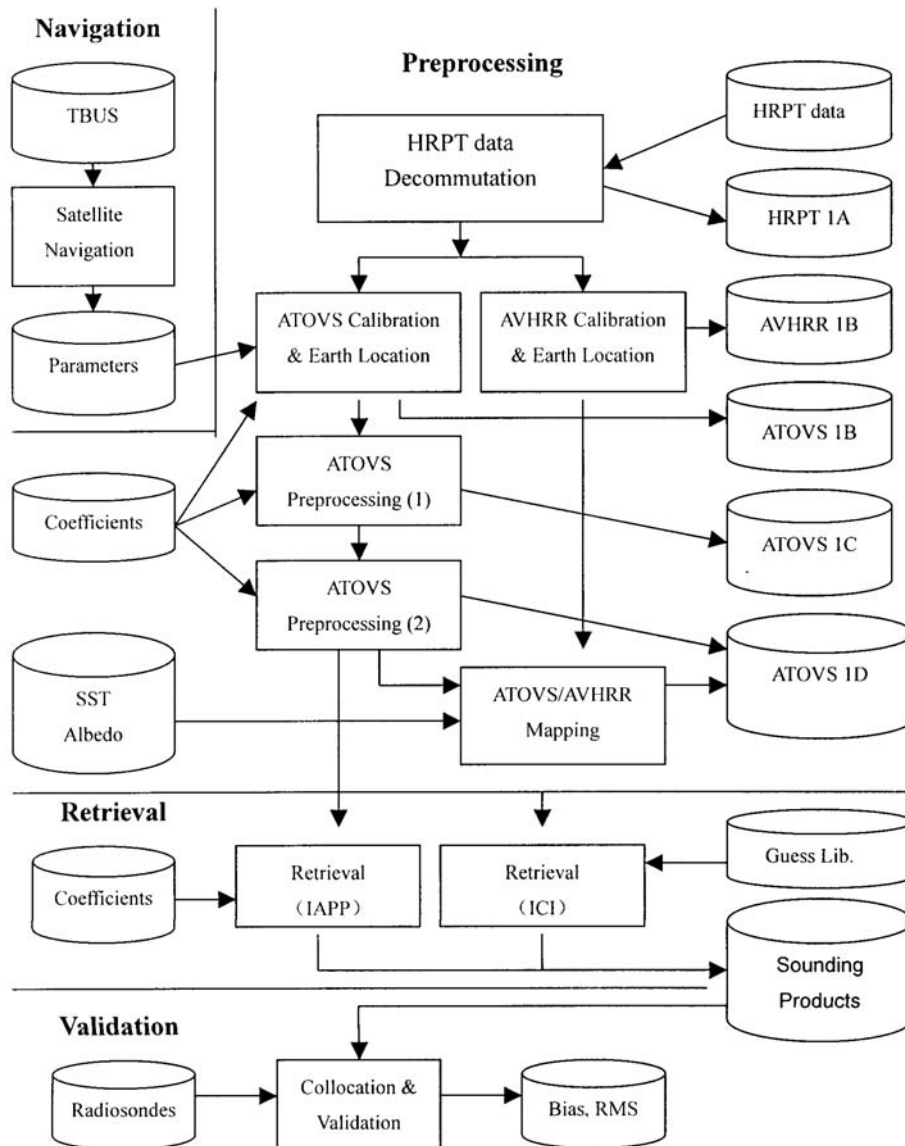 Navigation
Preprocessing
TBUS
HRPT data
HRPT data
Decommutation
Satellite
Navigation
HRPT 1A
ATOVS Calibration
& Earth Location
AVHRR Calibration
& Earth Location
AVHRR 1B
Parameters
ATOVS 1B
ATOVS
Preprocessing (1)
Coefficients
ATOVS 1C
ATOVS
Preprocessing (2)
SST
Albedo
ATOVS/AVHRR
Mapping
ATOVS 1D
Retrieval
Coefficients
Retrieval
（IAPP）
Retrieval
（ICI）
Guess Lib.
Sounding
Products
Validation
Radiosondes
Collocation &
Validation
Bias, RMS